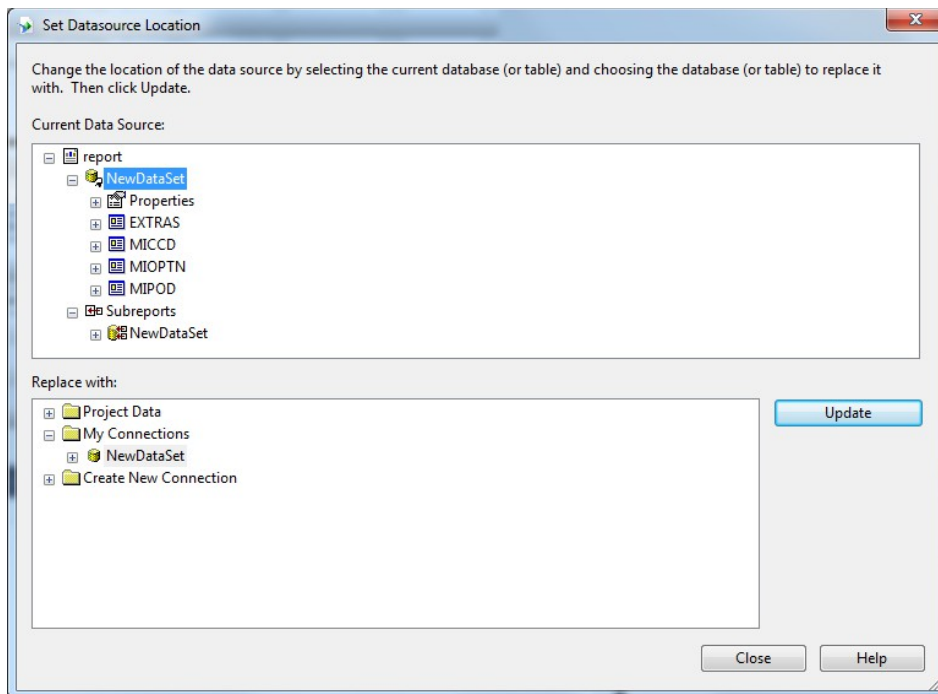 Set Datasource Location
Change the location of the data source by selecting the current database (or table) and choosing the database (or table) to replace it
with. Then click Update.
Current Data Source:
report
NewDataSet
Properties
EXTRAS
MICCD
MIOPTN
MIPOD
Subreports
NewDataSet
Replace with:
Project Data
Update
My Connections
NewDataSet
Create New Connection
Close
Help